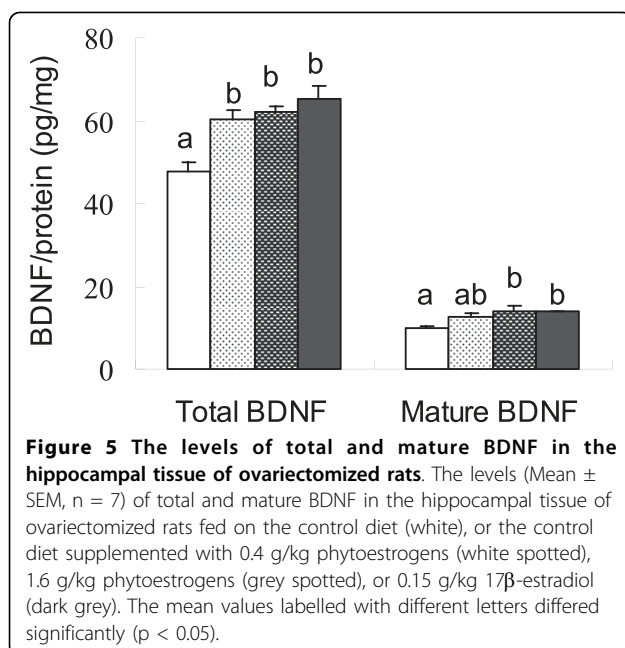 80
60
40
20
0
BDNF/protein (pg/mg)
a
b
b
b
a
ab
b
b
Total BDNF
Mature BDNF
Figure 5 The levels of total and mature BDNF in the
hippocampal tissue of ovariectomized rats. The levels (Mean ±
SEM, n = 7) of total and mature BDNF in the hippocampal tissue of
ovariectomized rats fed on the control diet (white), or the control
diet supplemented with 0.4 g/kg phytoestrogens (white spotted),
1.6 g/kg phytoestrogens (grey spotted), or 0.15 g/kg 17β-estradiol
(dark grey). The mean values labelled with different letters differed
significantly (p < 0.05).